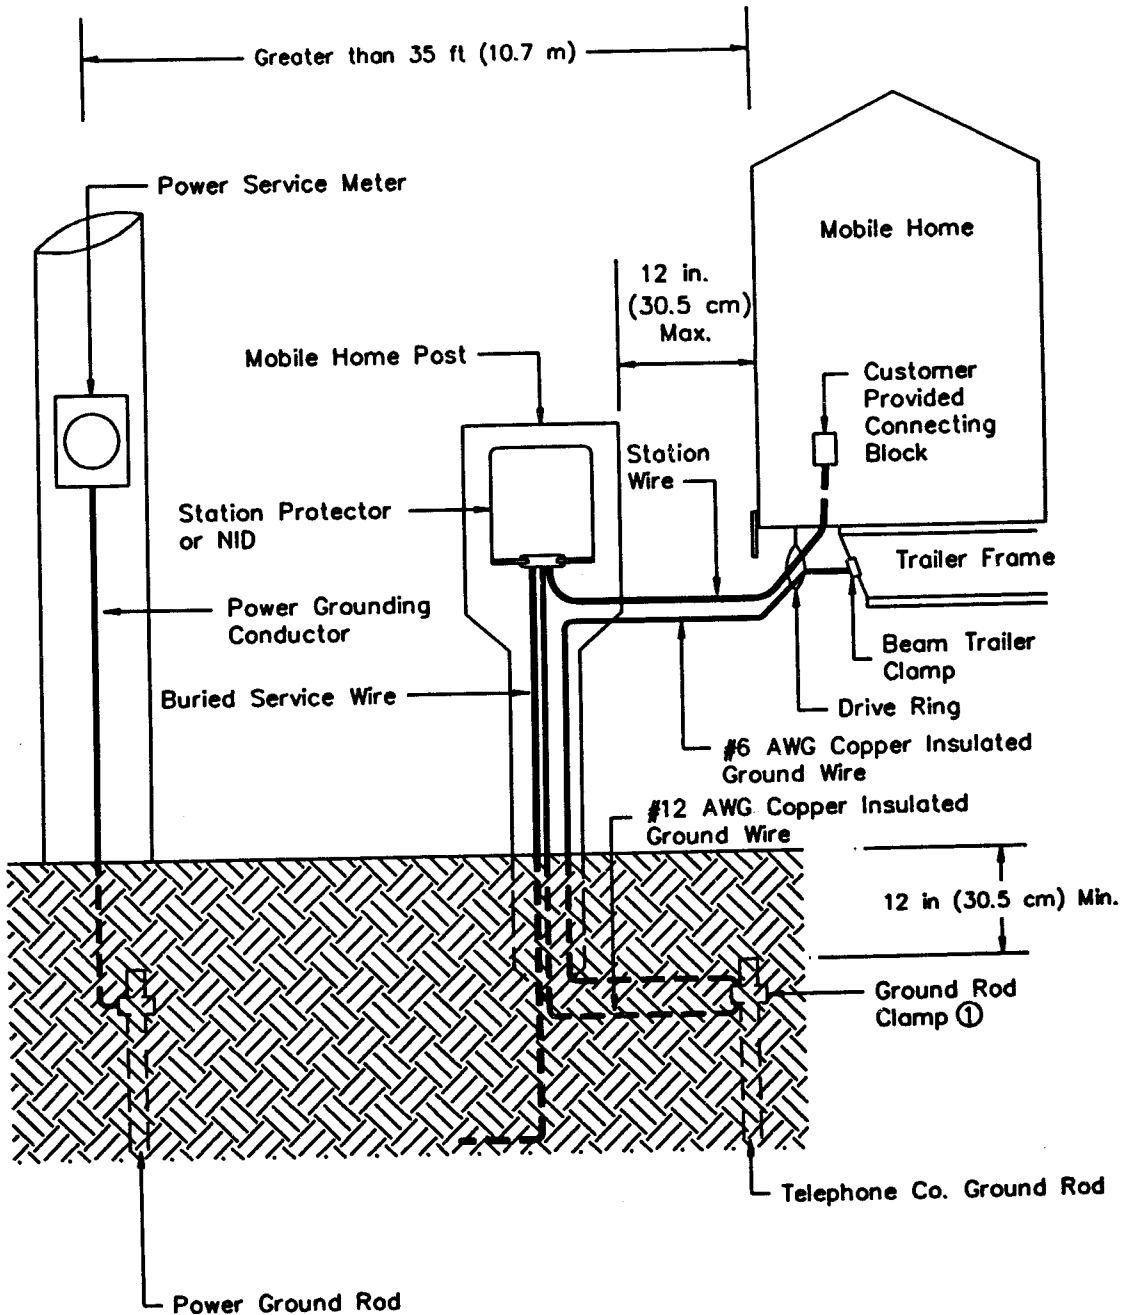 Greater than 35 ft (10.7 m)
Power Service Meter
Mobile Home
12 in.
(30.5 cm)
Max.
Mobile Home Post
Customer
Provided
Connecting
Block
Station
Wire
Station Protector
or NID
Trailer Frame
Power Grounding
Conductor
Beam Trailer
Clamp
Buried Service Wire
Drive Ring
#6 AWG Copper Insulated
Ground Wire
#12 AWG Copper Insulated
Ground Wire
12 in (30.5 cm) Min.
Ground Rod
Clamp ①
Telephone Co. Ground Rod
Power Ground Rod